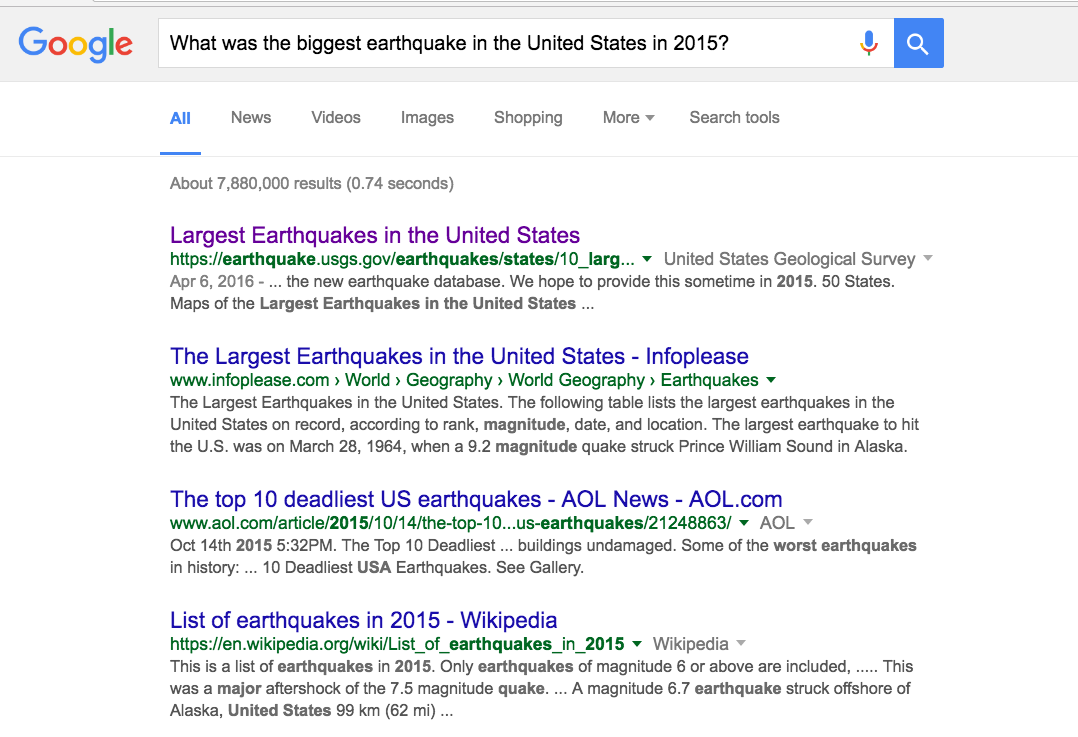 Google
What was the biggest earthquake in the United States in 2015?
All News Videos Images Shopping More Search tools
About 7,880,000 results (0.74 seconds)
Largest Earthquakes in the United States
https://earthquake.usgs.gov/earthquakes/states/10_larg... United States Geological Survey
Apr 6, 2016 - ... the new earthquake database. We hope to provide this sometime in 2015. 50 States.
Maps of the Largest Earthquakes in the United States ...
The Largest Earthquakes in the United States - Infoplease
www.infoplease.com › World › Geography › World Geography › Earthquakes
The Largest Earthquakes in the United States. The following table lists the largest earthquakes in the
United States on record, according to rank, magnitude, date, and location. The largest earthquake to hit
the U.S. was on March 28, 1964, when a 9.2 magnitude quake struck Prince William Sound in Alaska.
The top 10 deadliest US earthquakes - AOL News - AOL.com
www.aol.com/article/2015/10/14/the-top-10...us-earthquakes/21248863/ AOL
Oct 14th 2015 5:32PM. The Top 10 Deadliest ... buildings undamaged. Some of the worst earthquakes
in history: ... 10 Deadliest USA Earthquakes. See Gallery.
List of earthquakes in 2015 - Wikipedia
https://en.wikipedia.org/wiki/List_of_earthquakes_in_2015 Wikipedia
This is a list of earthquakes in 2015. Only earthquakes of magnitude 6 or above are included, ..... This
was a major aftershock of the 7.5 magnitude quake. ... A magnitude 6.7 earthquake struck offshore of
Alaska, United States 99 km (62 mi) ...